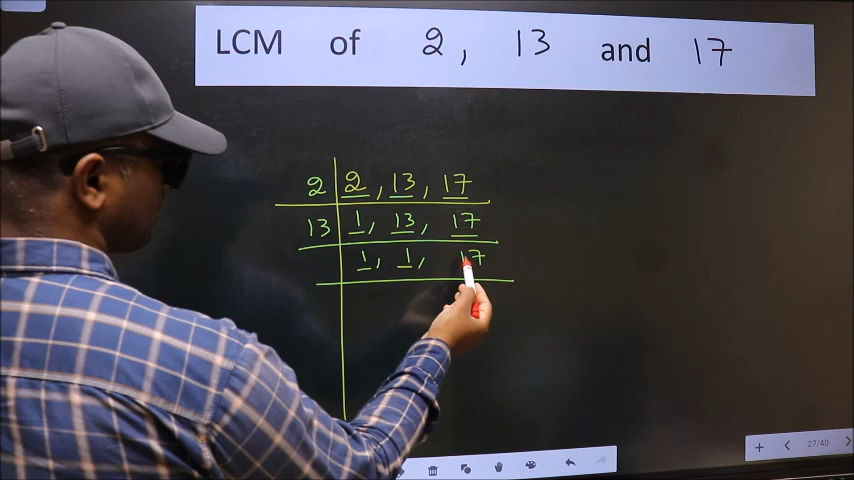 LCM of 2, 13 and 17
2 2, 13, 17
13 1, 13, 17
1, 1, 17
27/40